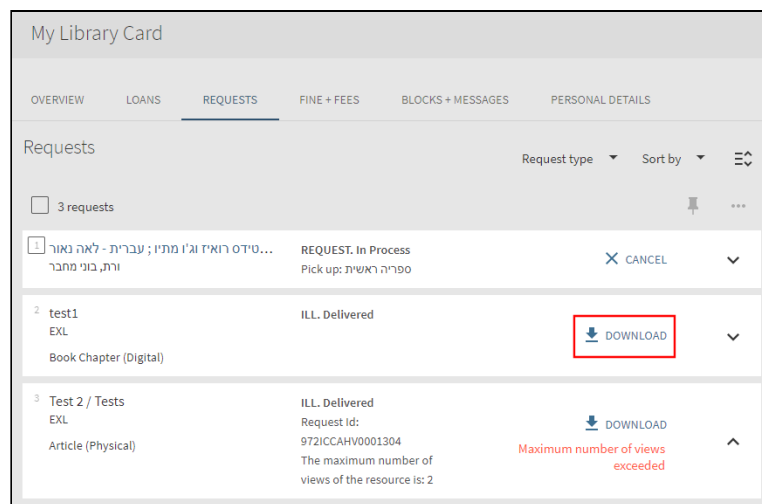 My Library Card
OVERVIEW LOANS REQUESTS FINE + FEES BLOCKS + MESSAGES PERSONAL DETAILS
Requests
Request type Sort by
3 requests
1 טידס רואיז וג'ו מתיו ; עברית - לאה נאור...
ורת, בוני מחבר
REQUEST. In Process
Pick up: ספריה ראשית
CANCEL
2 test1
EXL
Book Chapter (Digital)
ILL. Delivered
DOWNLOAD
3 Test 2 / Tests
EXL
Article (Physical)
ILL. Delivered
Request Id:
972ICCAHV0001304
The maximum number of
views of the resource is: 2
DOWNLOAD
Maximum number of views
exceeded